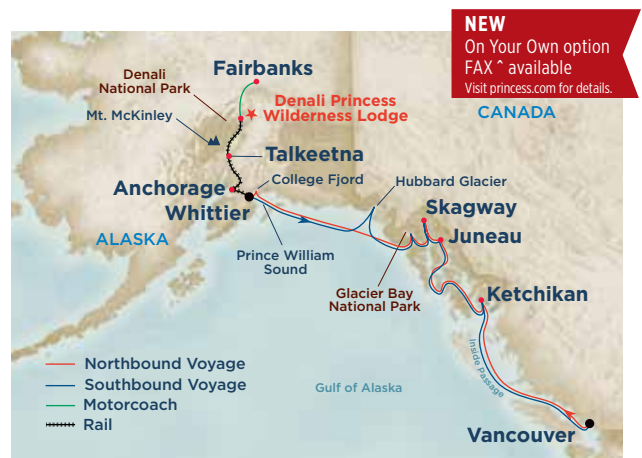 NEW
On Your Own option
FAX ^ available
Visit princess.com for details.
CANADA
Fairbanks
Denali
National Park
Denali Princess
Wilderness Lodge
Mt. McKinley
Talkeetna
College Fjord
Hubbard Glacier
Anchorage
Whittier
Skagway
Juneau
ALASKA
Prince William
Sound
Glacier Bay
National Park
Ketchikan
Inside Passage
Gulf of Alaska
Vancouver
Northbound Voyage
Southbound Voyage
Motorcoach
Rail